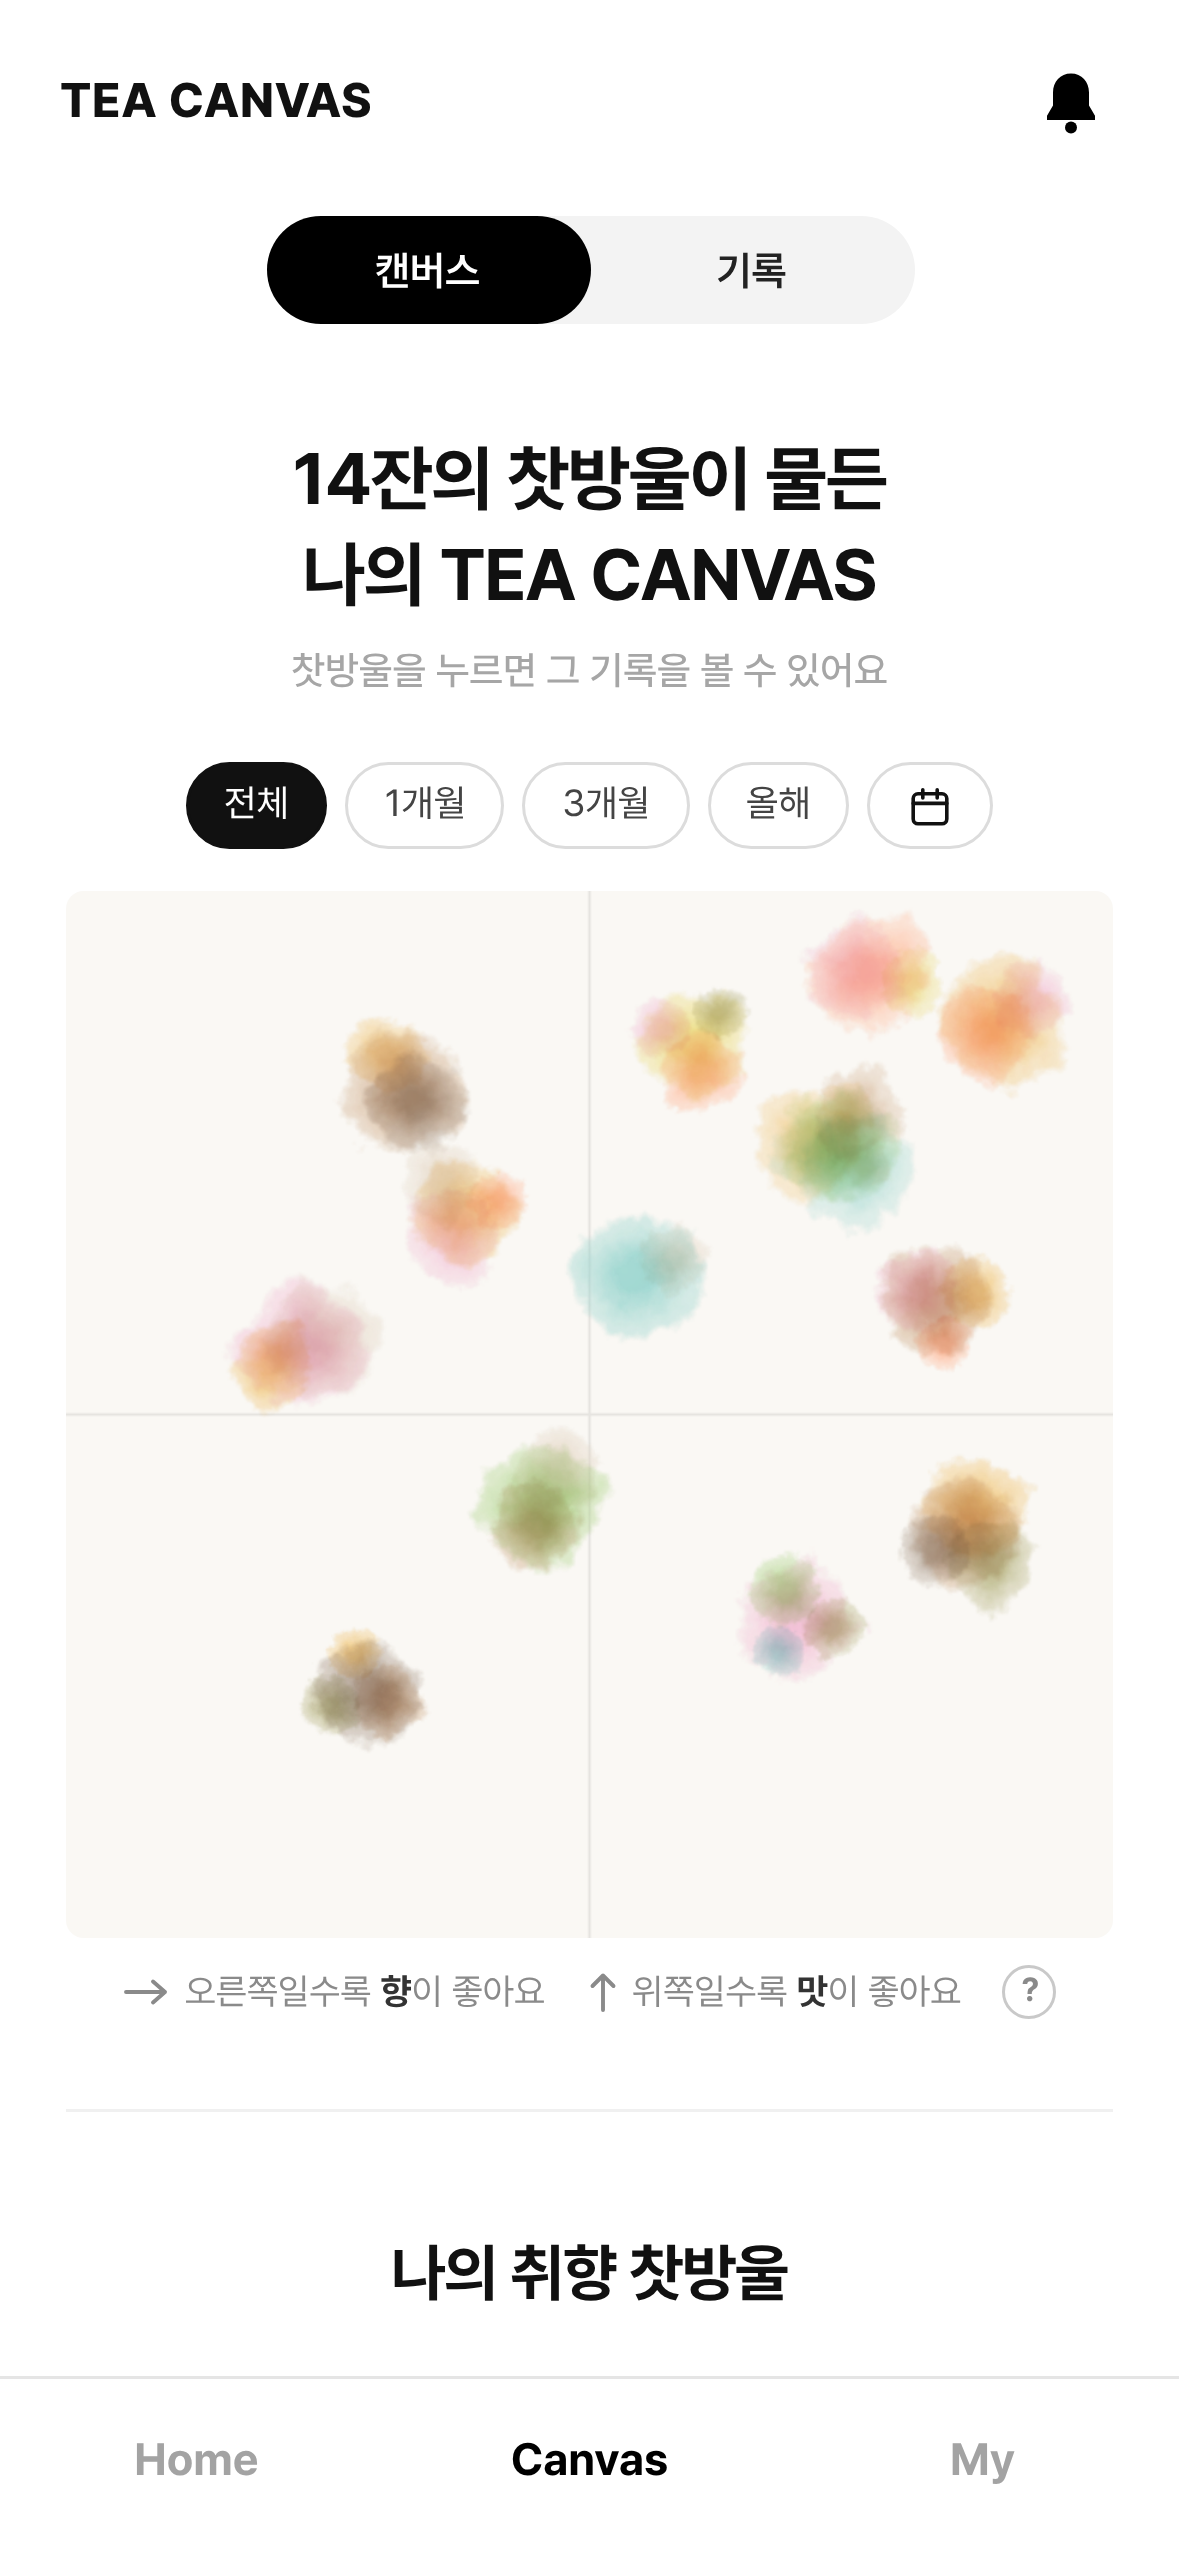 TEA CANVAS
캔버스 기록
14잔의 찻방울이 물든
나의 TEA CANVAS
찻방울을 누르면 그 기록을 볼 수 있어요
전체 1개월 3개월 올해
→ 오른쪽일수록 향이 좋아요 ↑ 위쪽일수록 맛이 좋아요 ?
나의 취향 찻방울
Home Canvas My